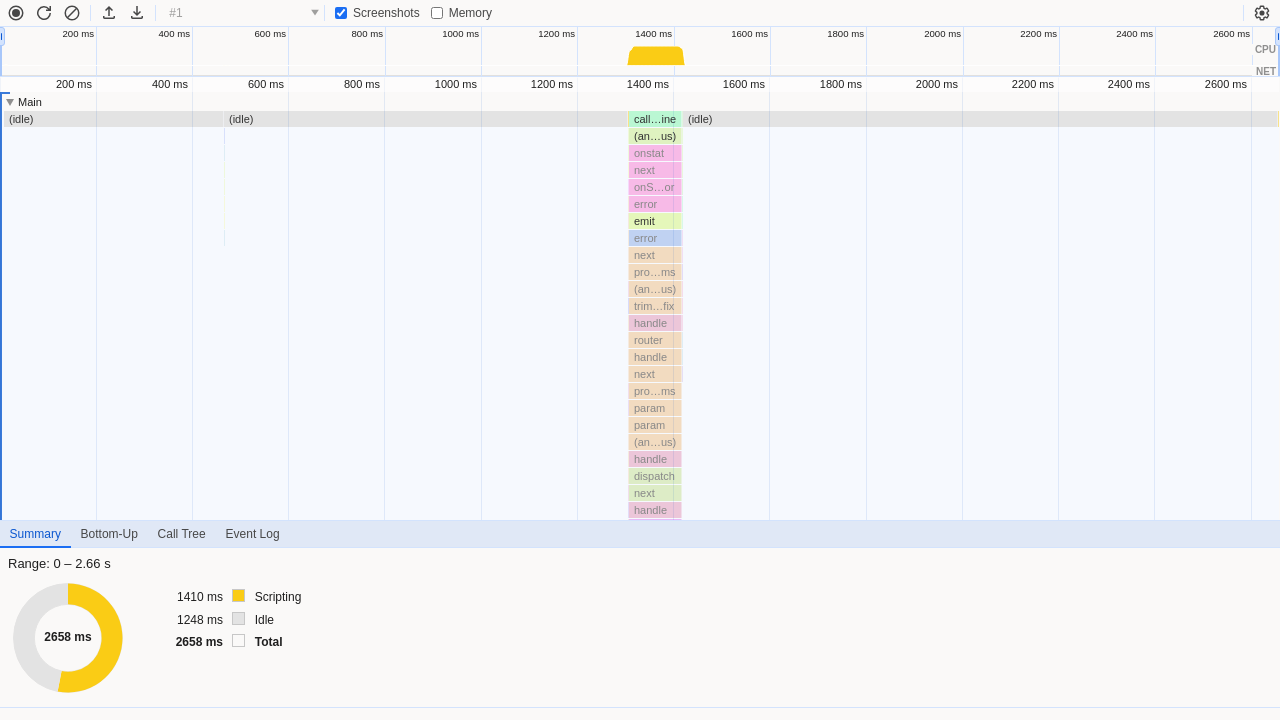 #1 Screenshots Memory
200 ms 400 ms 600 ms 800 ms 1000 ms 1200 ms 1400 ms 1600 ms 1800 ms 2000 ms 2200 ms 2400 ms 2600 ms
CPU
NET
200 ms 400 ms 600 ms 800 ms 1000 ms 1200 ms 1400 ms 1600 ms 1800 ms 2000 ms 2200 ms 2400 ms 2600 ms
Main
(idle) (idle) call…ine (idle)
(an…us)
onstat
next
onS…or
error
emit
error
next
pro…ms
(an…us)
trim…fix
handle
router
handle
next
pro…ms
param
param
(an…us)
handle
dispatch
next
handle
Summary Bottom-Up Call Tree Event Log
Range: 0 – 2.66 s
2658 ms
1410 ms Scripting
1248 ms Idle
2658 ms Total